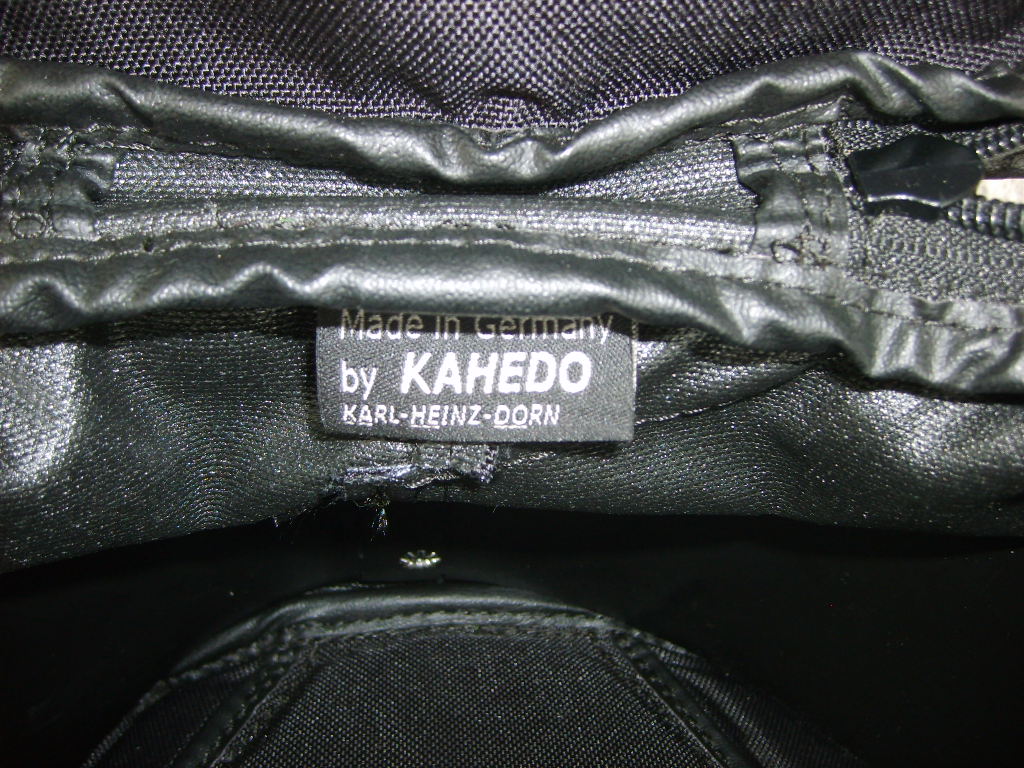 Made in Germany
by KAHEDO
KARL-HEINZ-DORN